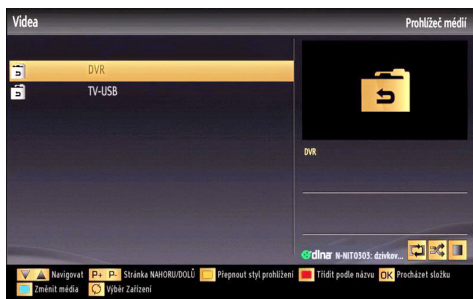 Videa
Prohlížeč médií
DVR
TV-USB
DVR
dlna N-NIT0303: dzivkov...
Navigovat P+ P- Stránka NAHORU/DOLŮ Přepnout styl prohlížení Třídit podle názvu OK Procházet složku
Změnit média Výběr Zařízení